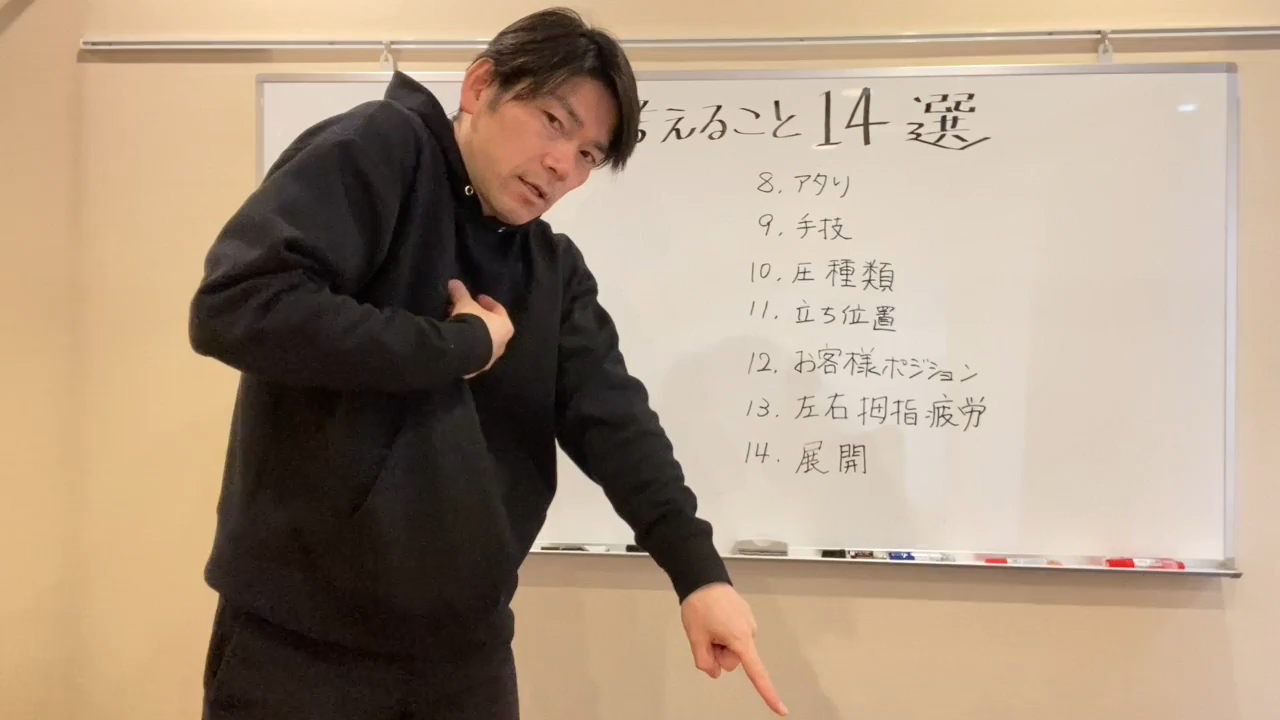 考えること14選
8. アタリ
9. 手技
10. 圧種類
11. 立ち位置
12. お客様ポジション
13. 左右拇指疲労
14. 展開